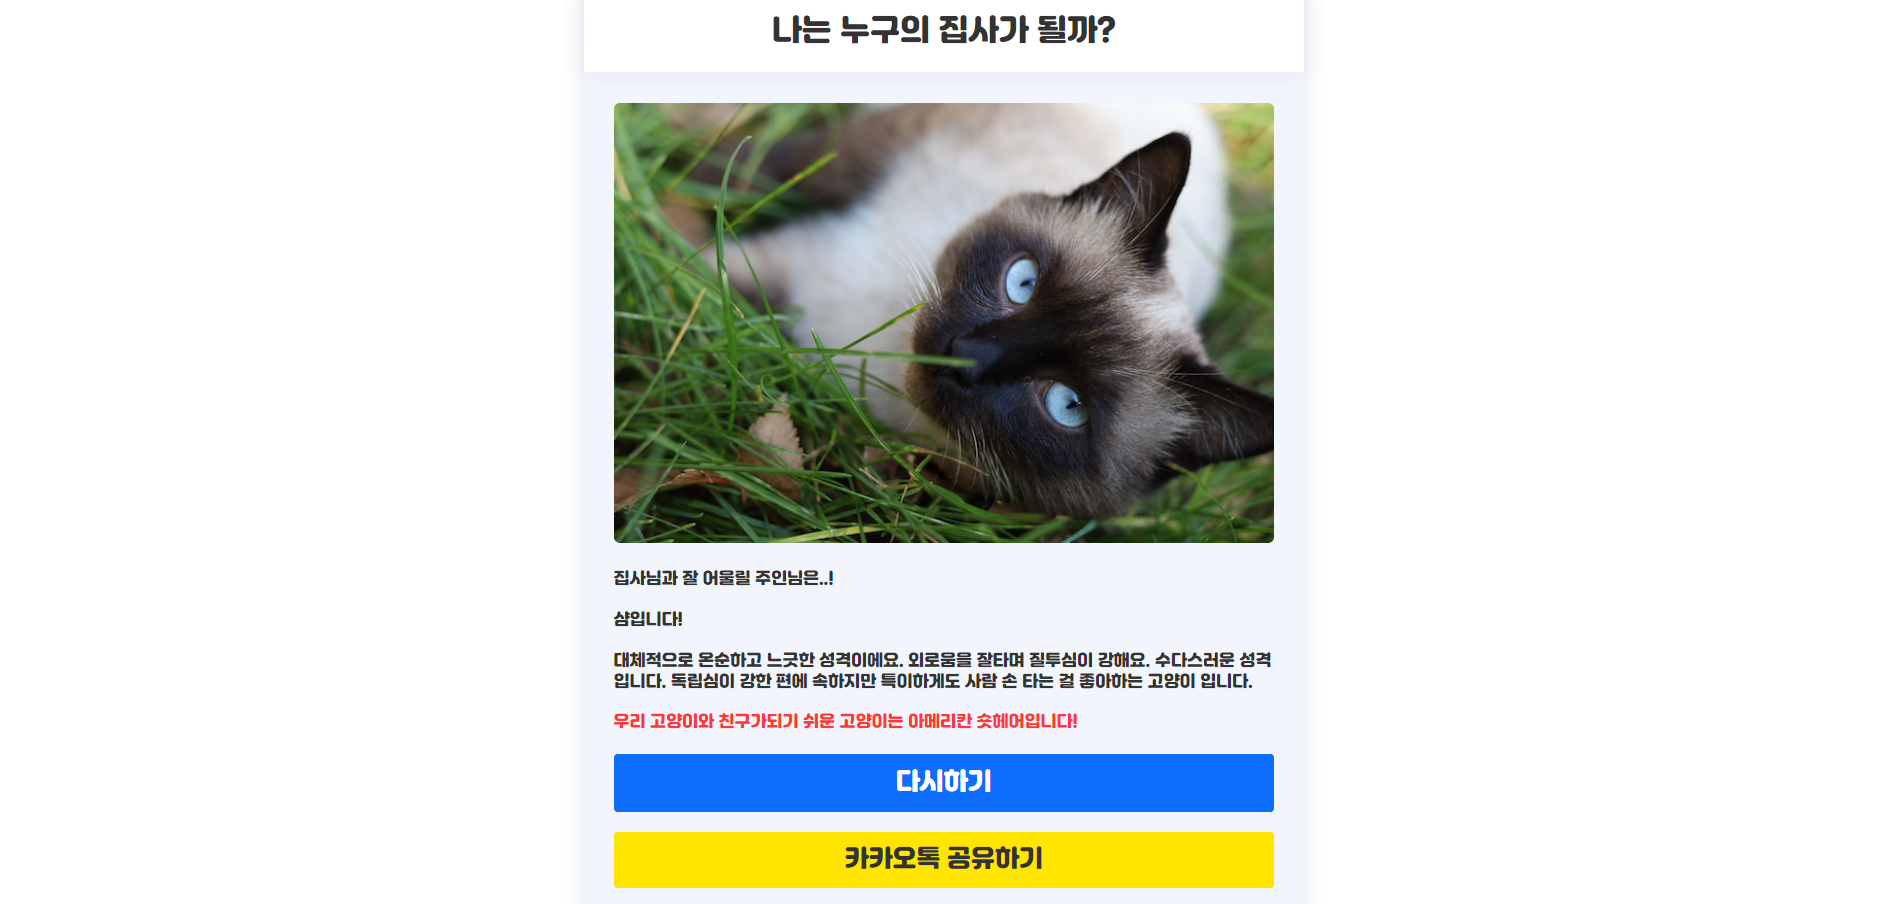 나는 누구의 집사가 될까?
집사님과 잘 어울릴 주인님은..!
샴입니다!
대체적으로 온순하고 느긋한 성격이에요. 외로움을 잘타며 질투심이 강해요. 수다스러운 성격
입니다. 독립심이 강한 편에 속하지만 특이하게도 사람 손 타는 걸 좋아하는 고양이 입니다.
우리 고양이와 친구가되기 쉬운 고양이는 아메리칸 숏헤어입니다!
다시하기
카카오톡 공유하기